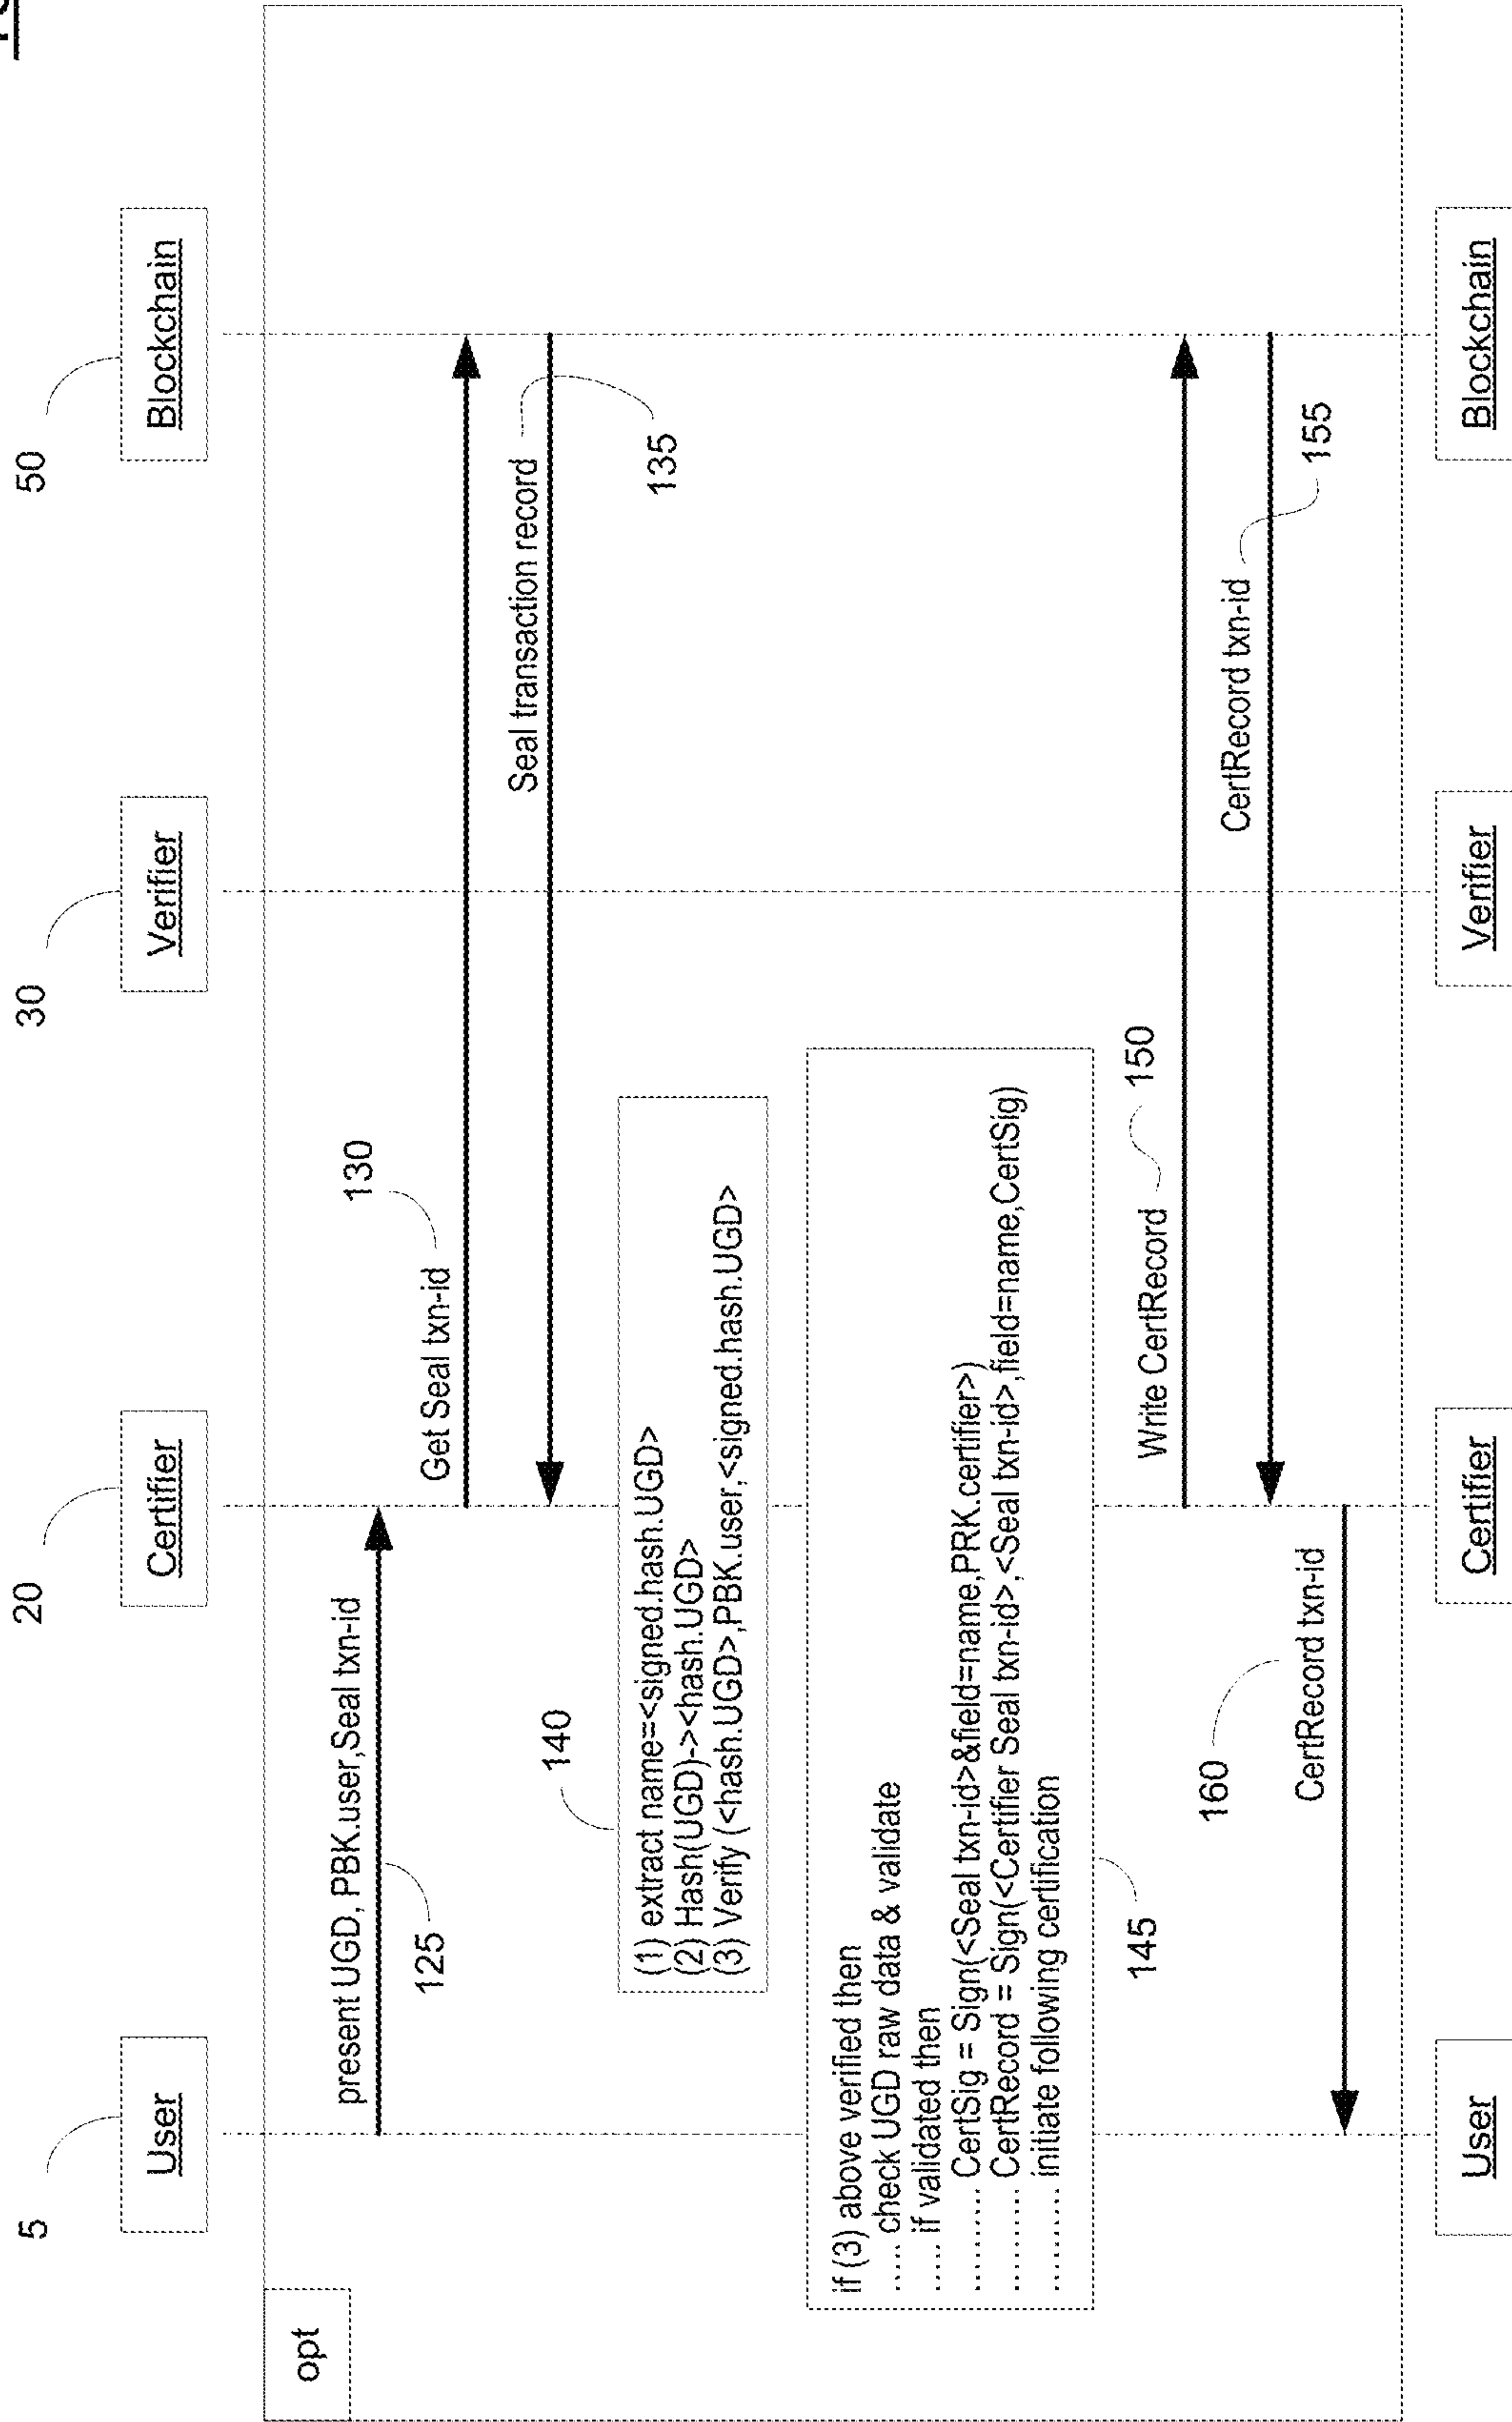 5
20
30
50
User
Certifier
Verifier
Blockchain
opt
present UGD, PBK.user,Seal txn-id
125
Get Seal txn-id
130
Seal transaction record
135
140
(1) extract name=<signed.hash.UGD>
(2) Hash(UGD)-><hash.UGD>
(3) Verify (<hash.UGD>,PBK.user,<signed.hash.UGD>
if (3) above verified then
..... check UGD raw data & validate
..... if validated then
.......... CertSig = Sign(<Seal txn-id>&field=name,PRK.certifier>)
.......... CertRecord = Sign(<Certifier Seal txn-id>,<Seal txn-id>,field=name,CertSig)
.......... initiate following certification
145
Write CertRecord
150
CertRecord txn-id
155
160
CertRecord txn-id
User
Certifier
Verifier
Blockchain